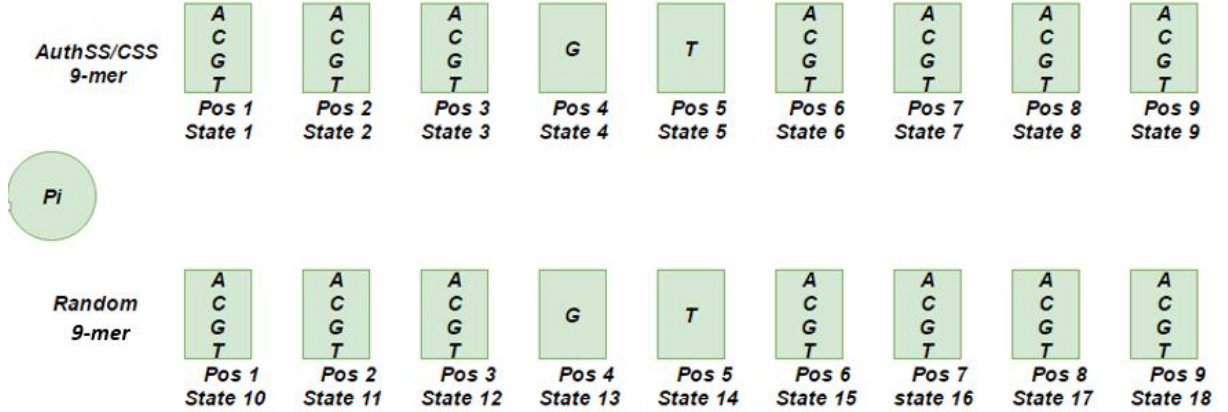 AuthSS/CSS
9-mer
A
C
G
T
A
C
G
T
A
C
G
T
G
T
A
C
G
T
A
C
G
T
A
C
G
T
A
C
G
T
Pos 1 Pos 2 Pos 3 Pos 4 Pos 5 Pos 6 Pos 7 Pos 8 Pos 9
State 1 State 2 State 3 State 4 State 5 State 6 State 7 State 8 State 9
Pi
Random
9-mer
A
C
G
T
A
C
G
T
A
C
G
T
G
T
A
C
G
T
A
C
G
T
A
C
G
T
A
C
G
T
Pos 1 Pos 2 Pos 3 Pos 4 Pos 5 Pos 6 Pos 7 Pos 8 Pos 9
State 10 State 11 State 12 State 13 State 14 State 15 state 16 State 17 State 18